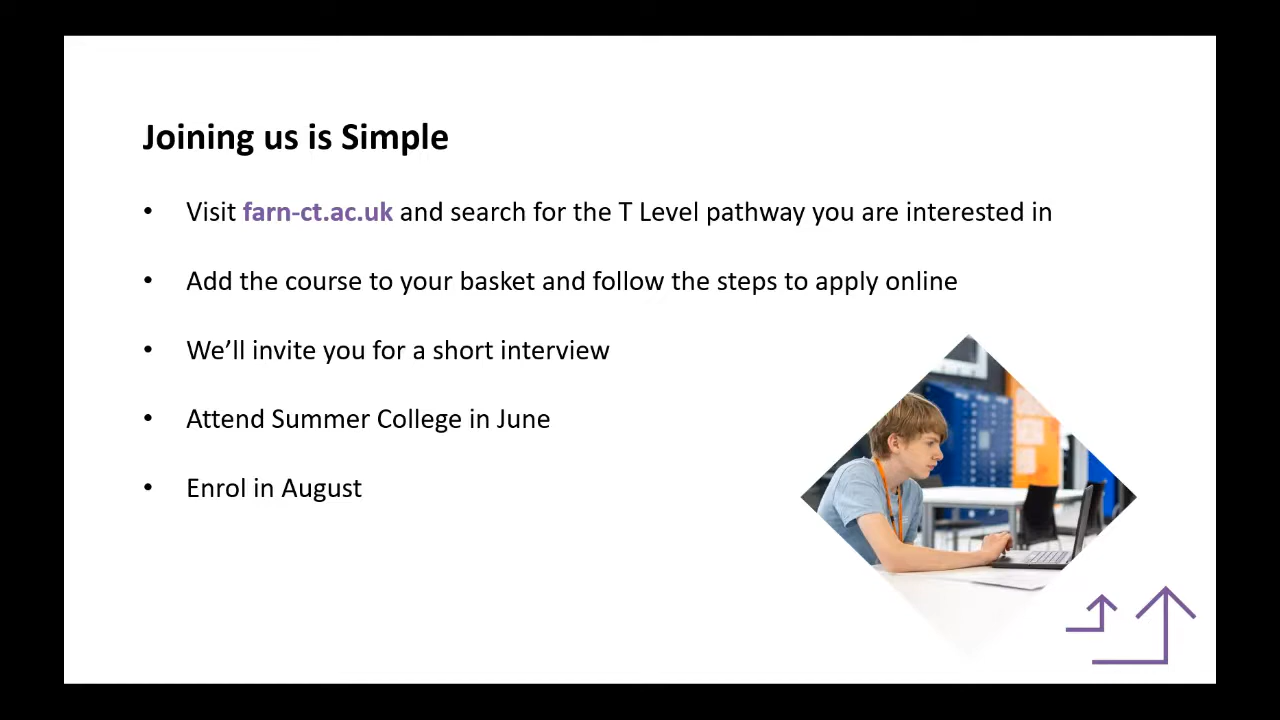 Joining us is Simple
• Visit farn-ct.ac.uk and search for the T Level pathway you are interested in
• Add the course to your basket and follow the steps to apply online
• We’ll invite you for a short interview
• Attend Summer College in June
• Enrol in August